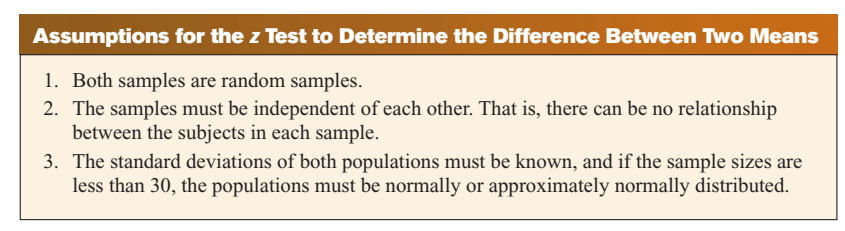 Assumptions for the z Test to Determine the Difference Between Two Means
1. Both samples are random samples.
2. The samples must be independent of each other. That is, there can be no relationship
between the subjects in each sample.
3. The standard deviations of both populations must be known, and if the sample sizes are
less than 30, the populations must be normally or approximately normally distributed.